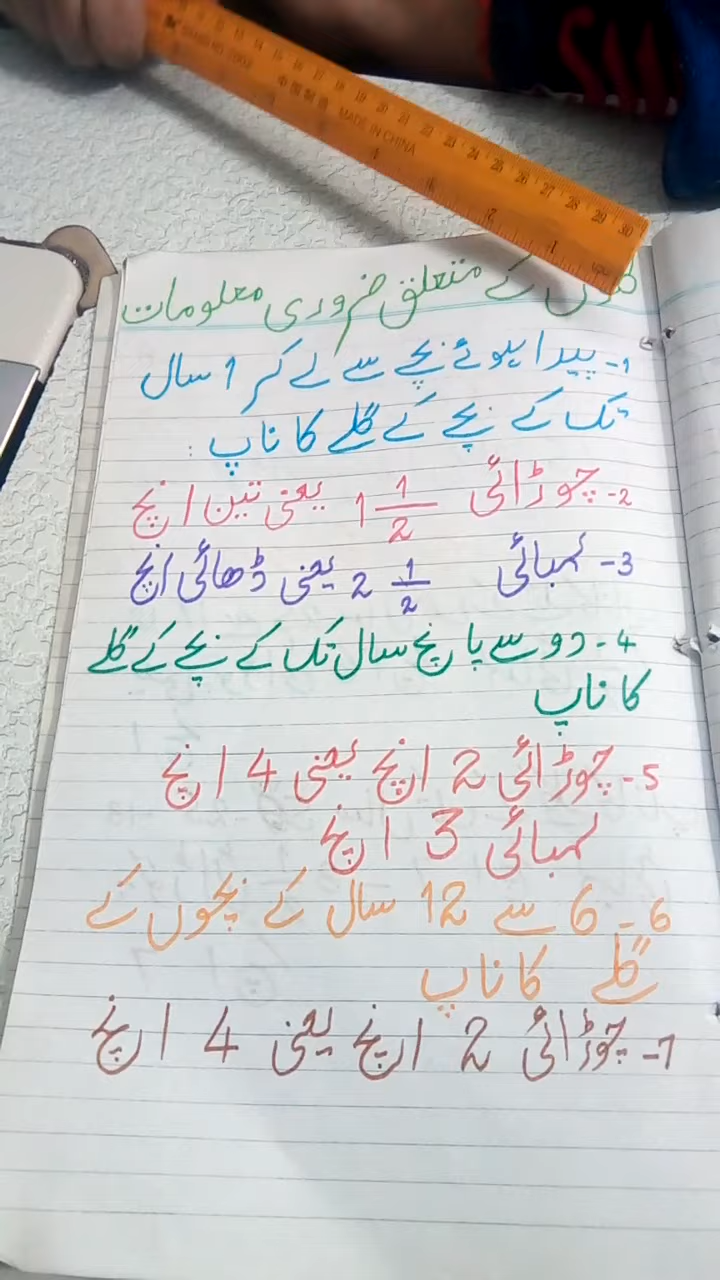 MADE IN CHINA
گلوں کے متعلق ضروری معلومات
1- پیدا ہوئے بچے سے لے کر 1 سال
تک کے بچے کے گلے کا ناپ :
2- چوڑائی 1 1/2 یعنی تین انچ
3- لمبائی 2 1/2 یعنی ڈھائی انچ
4- دو سے پانچ سال تک کے بچے کے گلے
کا ناپ
5- چوڑائی 2 انچ یعنی 4 انچ
لمبائی 3 انچ
6- 6 سے 12 سال کے بچوں کے
گلے کا ناپ
7- چوڑائی 2 انچ یعنی 4 انچ